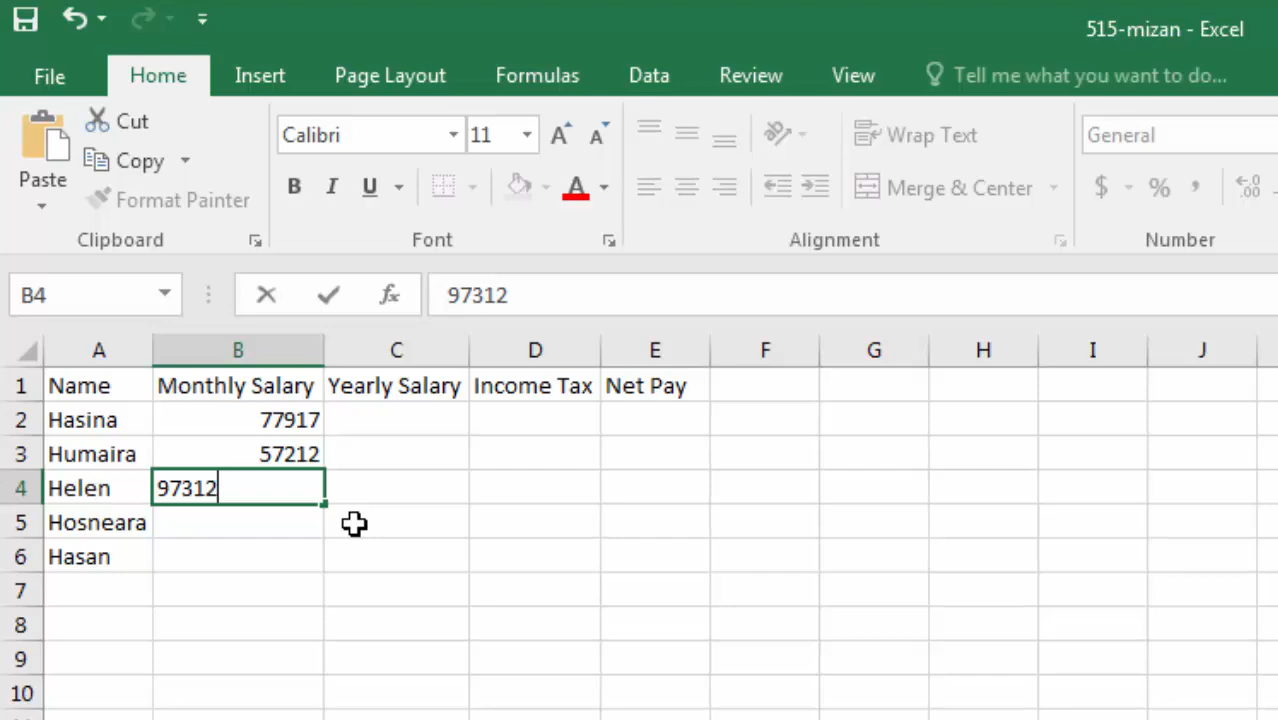 515-mizan - Excel
File Home Insert Page Layout Formulas Data Review View Tell me what you want to do...
Cut
Copy
Paste
Format Painter
Clipboard
Calibri 11 A A
B I U A
Font
Wrap Text
Merge & Center
Alignment
General
$ % , .00
Number
B4 fx 97312
A B C D E F G H I J
1 Name Monthly Salary Yearly Salary Income Tax Net Pay
2 Hasina 77917
3 Humaira 57212
4 Helen 97312
5 Hosneara
6 Hasan
7
8
9
10